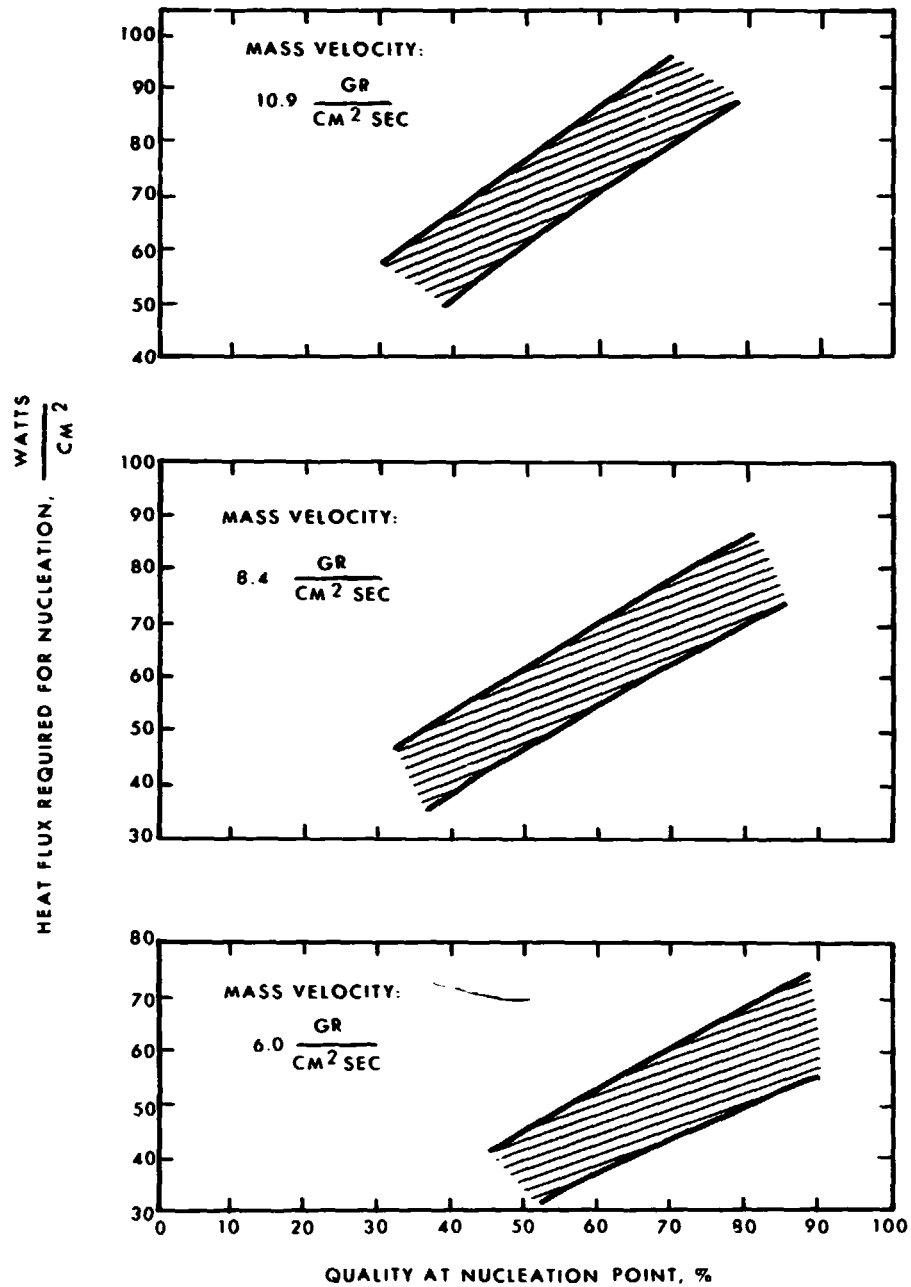 MASS VELOCITY:
10.9 GR
CM2 SEC
100
90
80
70
60
50
40
HEAT FLUX REQUIRED FOR NUCLEATION, WATTS
CM2
MASS VELOCITY:
8.4 GR
CM2 SEC
100
90
80
70
60
50
40
30
MASS VELOCITY:
6.0 GR
CM2 SEC
80
70
60
50
40
30
0 10 20 30 40 50 60 70 80 90 100
QUALITY AT NUCLEATION POINT, %